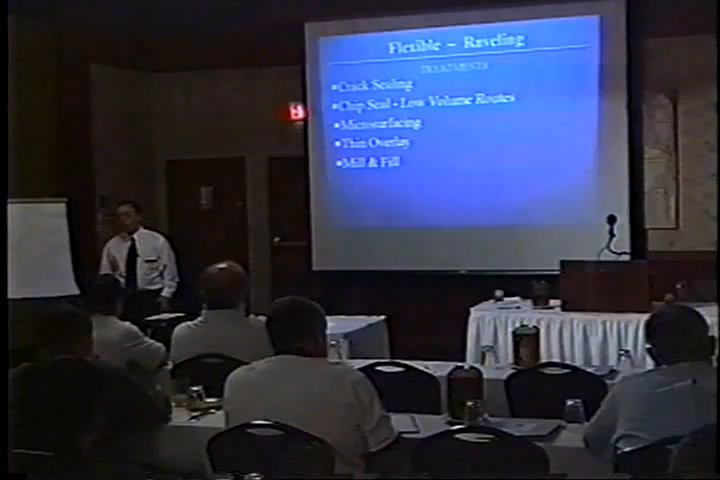 Flexible – Raveling
TREATMENTS
▪Crack Sealing
▪Chip Seal - Low Volume Routes
▪Microsurfacing
▪Thin Overlay
▪Mill & Fill